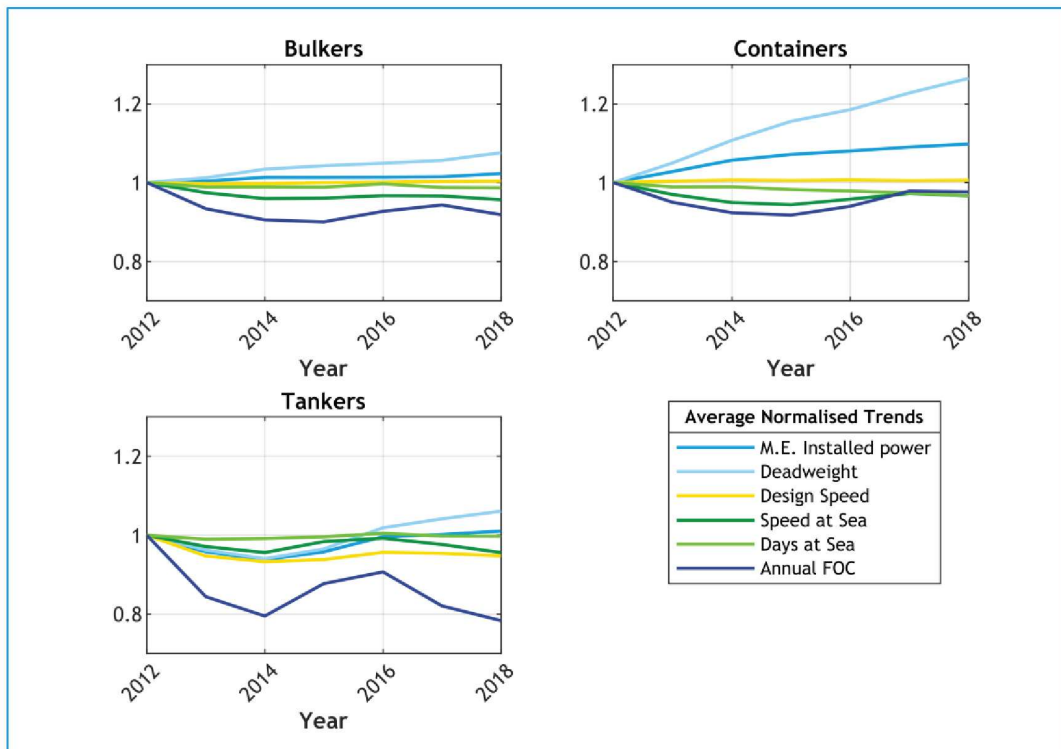 Bulkers
1.2
1
0.8
2012
2014
2016
2018
Year
Containers
1.2
1
0.8
2012
2014
2016
2018
Year
Tankers
1.2
1
0.8
2012
2014
2016
2018
Year
Average Normalised Trends
M.E. Installed power
Deadweight
Design Speed
Speed at Sea
Days at Sea
Annual FOC